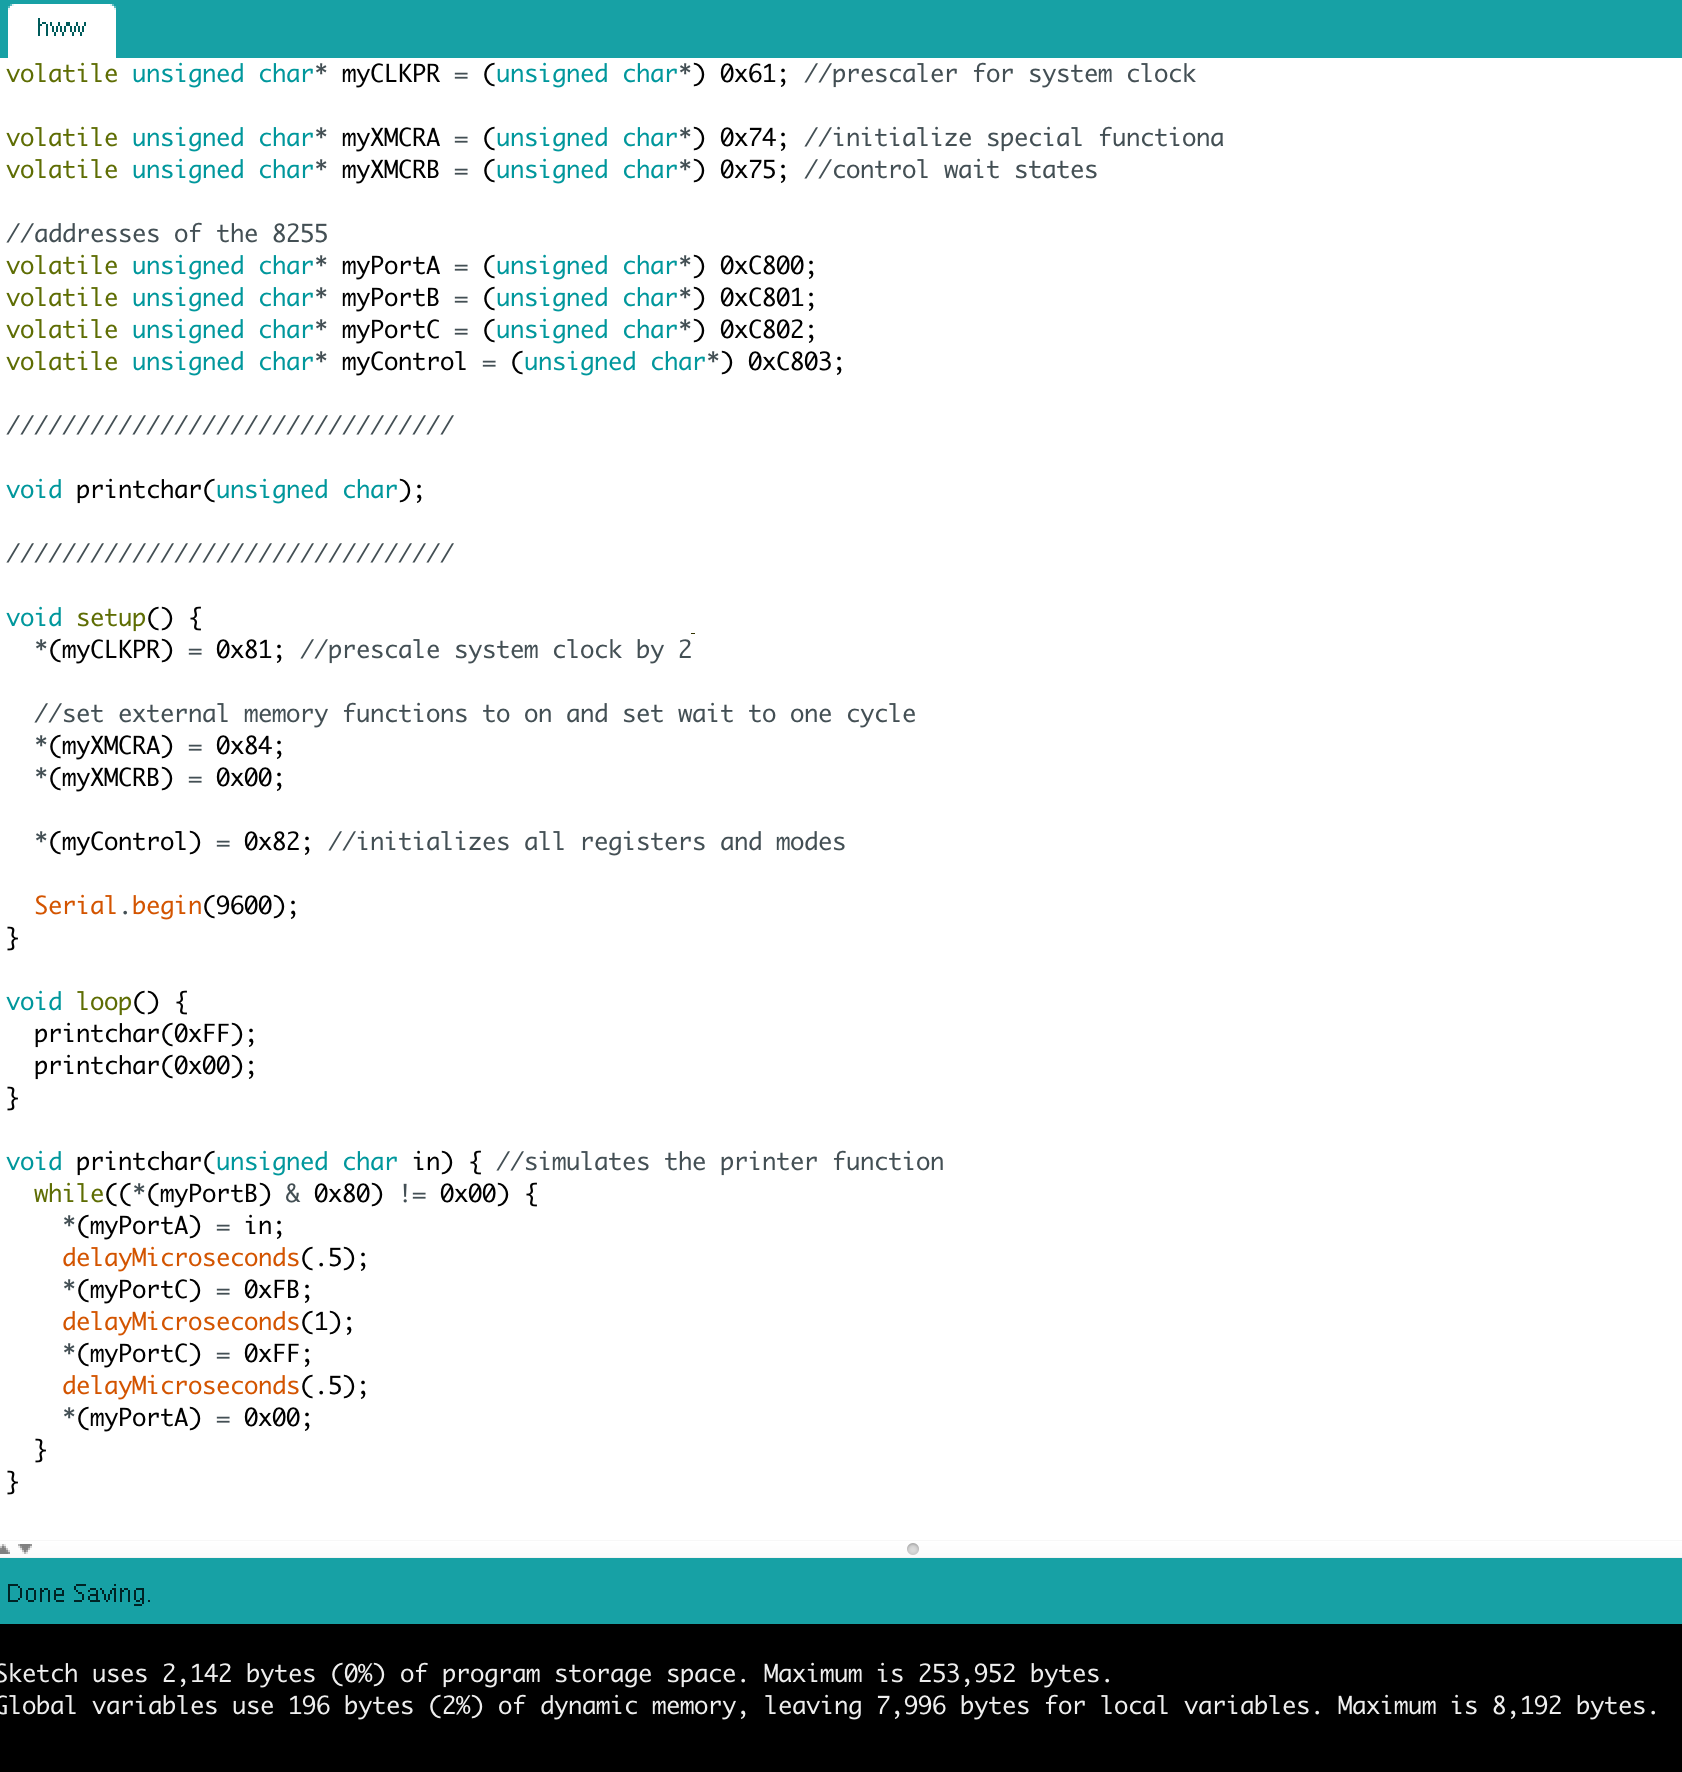 hww
volatile unsigned char* myCLKPR = (unsigned char*) 0x61; //prescaler for system clock
volatile unsigned char* myXMCRA = (unsigned char*) 0x74; //initialize special functiona
volatile unsigned char* myXMCRB = (unsigned char*) 0x75; //control wait states
//addresses of the 8255
volatile unsigned char* myPortA = (unsigned char*) 0xC800;
volatile unsigned char* myPortB = (unsigned char*) 0xC801;
volatile unsigned char* myPortC = (unsigned char*) 0xC802;
volatile unsigned char* myControl = (unsigned char*) 0xC803;
////////////////////////////////
void printchar(unsigned char);
////////////////////////////////
void setup() {
  *(myCLKPR) = 0x81; //prescale system clock by 2
  //set external memory functions to on and set wait to one cycle
  *(myXMCRA) = 0x84;
  *(myXMCRB) = 0x00;
  *(myControl) = 0x82; //initializes all registers and modes
  Serial.begin(9600);
}
void loop() {
  printchar(0xFF);
  printchar(0x00);
}
void printchar(unsigned char in) { //simulates the printer function
  while((*(myPortB) & 0x80) != 0x00) {
    *(myPortA) = in;
    delayMicroseconds(.5);
    *(myPortC) = 0xFB;
    delayMicroseconds(1);
    *(myPortC) = 0xFF;
    delayMicroseconds(.5);
    *(myPortA) = 0x00;
  }
}
Done Saving.
Sketch uses 2,142 bytes (0%) of program storage space. Maximum is 253,952 bytes.
Global variables use 196 bytes (2%) of dynamic memory, leaving 7,996 bytes for local variables. Maximum is 8,192 bytes.